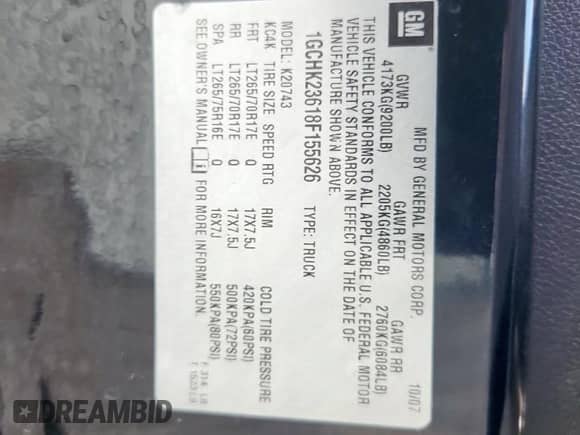 GM
MFD BY GENERAL MOTORS CORP. 10/07
GVWR GAWR FRT GAWR RR
4173KG(9200LB) 2205KG(4860LB) 2760KG(6084LB)
THIS VEHICLE CONFORMS TO ALL APPLICABLE U.S. FEDERAL MOTOR
VEHICLE SAFETY STANDARDS IN EFFECT ON THE DATE OF
MANUFACTURE SHOWN ABOVE.
1GCHK23618F155626 TYPE: TRUCK
MODEL: K20743
KC4K TIRE SIZE SPEED RTG RIM COLD TIRE PRESSURE
FRT LT265/70R17E Q 17X7.5J 420KPA(60PSI)
RR LT265/70R17E Q 17X7.5J 500KPA(72PSI)
SPA LT265/75R16E Q 16X7J 550KPA(80PSI)
SEE OWNER'S MANUAL i FOR MORE INFORMATION.
DREAMBID